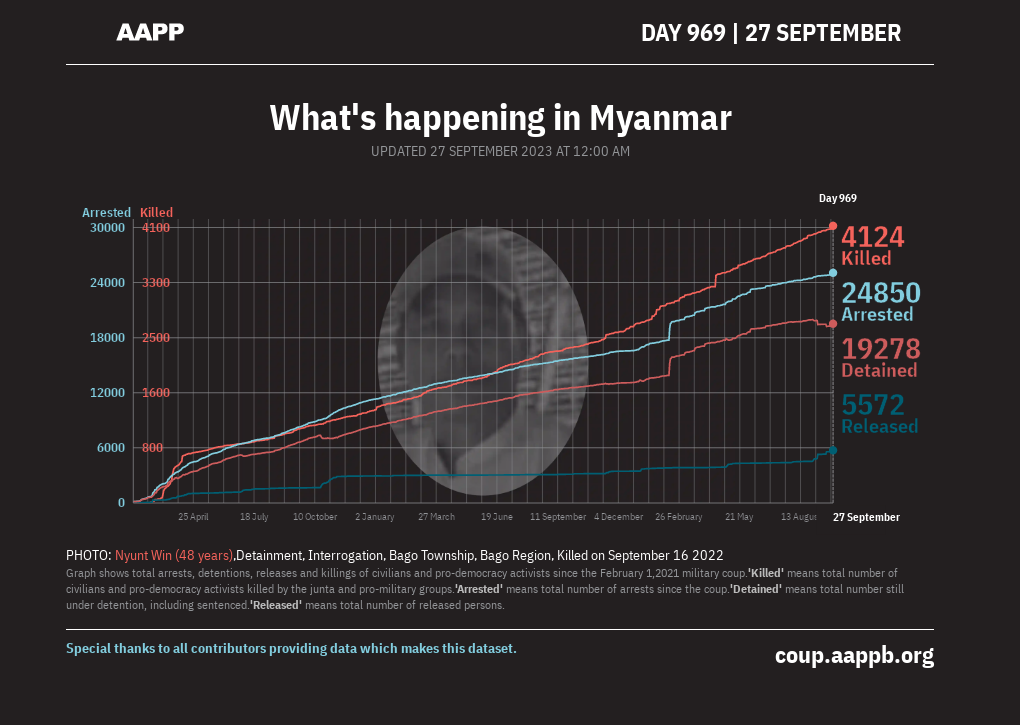 AAPP
DAY 969 | 27 SEPTEMBER
What's happening in Myanmar
UPDATED 27 SEPTEMBER 2023 AT 12:00 AM
Day 969
Arrested Killed
30000 4100
24000 3300
18000 2500
12000 1600
6000 800
0
4124
Killed
24850
Arrested
19278
Detained
5572
Released
25 April 18 July 10 October 2 January 27 March 19 June 11 September 4 December 26 February 21 May 13 Augu 27 September
PHOTO: Nyunt Win (48 years),Detainment, Interrogation, Bago Township, Bago Region, Killed on September 16 2022
Graph shows total arrests, detentions, releases and killings of civilians and pro-democracy activists since the February 1,2021 military coup.'Killed' means total number of
civilians and pro-democracy activists killed by the junta and pro-military groups.'Arrested' means total number of arrests since the coup.'Detained' means total number still
under detention, including sentenced.'Released' means total number of released persons.
Special thanks to all contributors providing data which makes this dataset.
coup.aappb.org